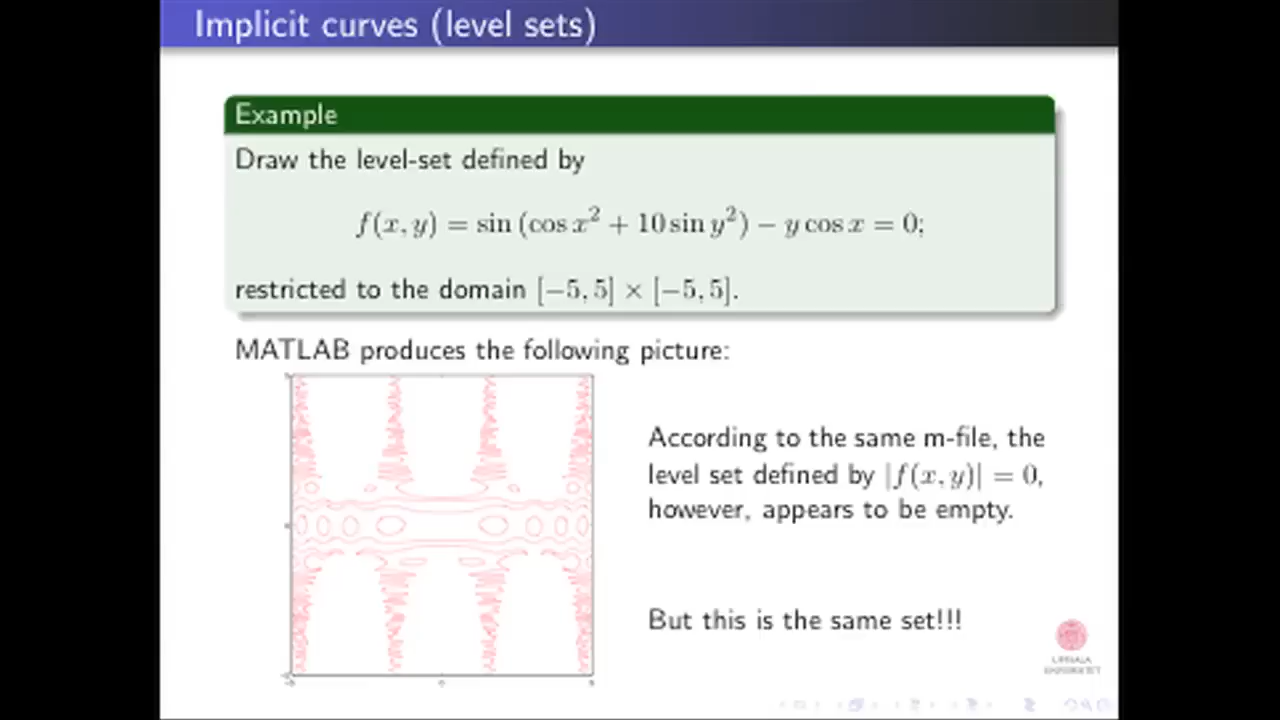 Implicit curves (level sets)
Example
Draw the level-set defined by
f(x, y) = sin (cos x² + 10 sin y²) − y cos x = 0;
restricted to the domain [−5, 5] × [−5, 5].
MATLAB produces the following picture:
According to the same m-file, the
level set defined by |f(x, y)| = 0,
however, appears to be empty.
But this is the same set!!!
UPPSALA
UNIVERSITET